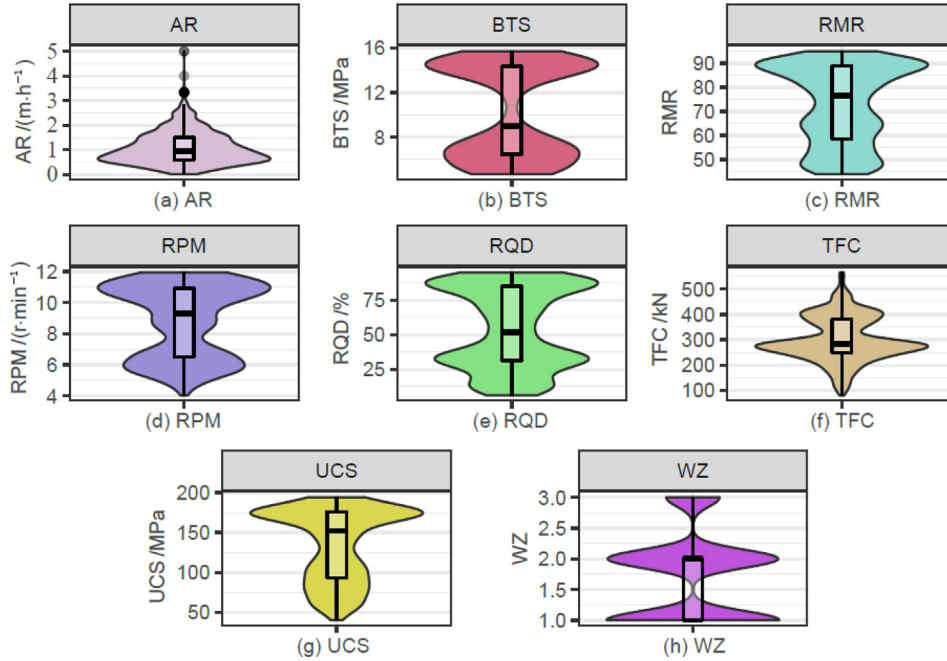 AR
BTS
RMR
AR /(m·h⁻¹)
5
4
3
2
1
0
BTS /MPa
16
12
8
RMR
90
80
70
60
50
(a) AR
(b) BTS
(c) RMR
RPM
RQD
TFC
RPM /(r·min⁻¹)
12
10
8
6
4
RQD /%
75
50
25
TFC /kN
500
400
300
200
100
(d) RPM
(e) RQD
(f) TFC
UCS
WZ
UCS /MPa
200
150
100
50
WZ
3.0
2.5
2.0
1.5
1.0
(g) UCS
(h) WZ